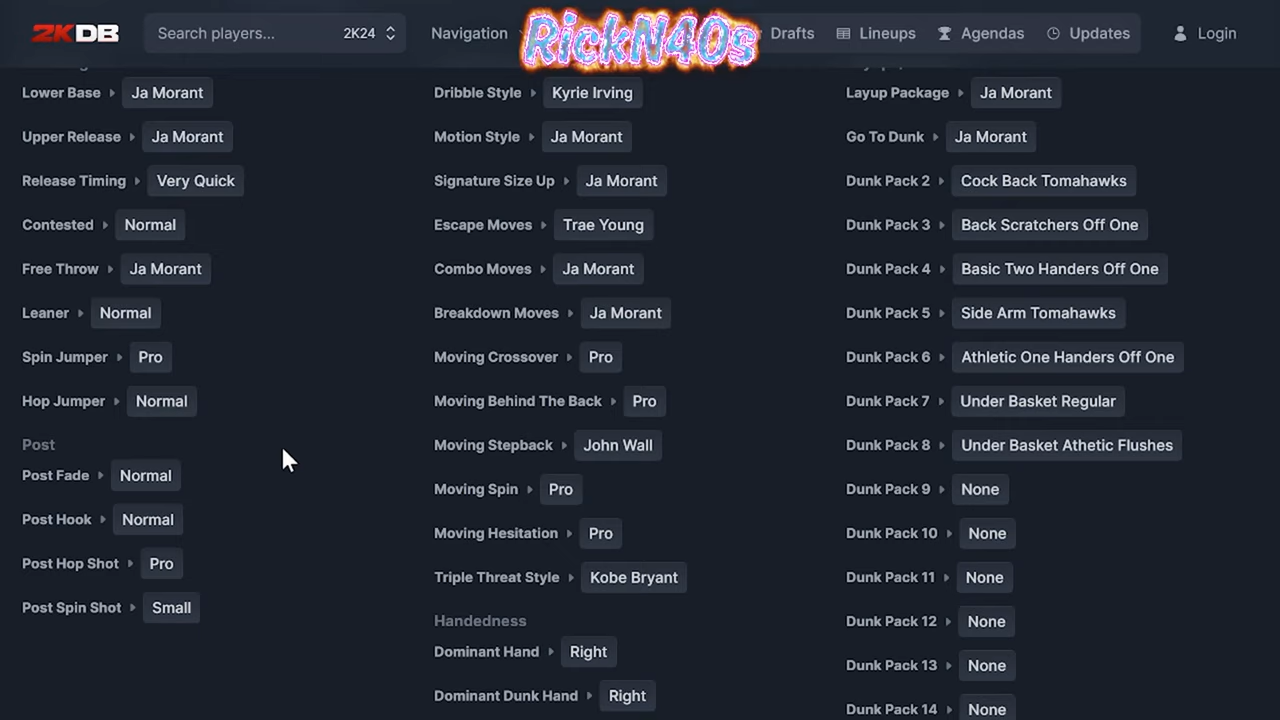 2KDB
Search players...
2K24
Navigation
RickN40s
Drafts
Lineups
Agendas
Updates
Login
Lower Base
Ja Morant
Upper Release
Ja Morant
Release Timing
Very Quick
Contested
Normal
Free Throw
Ja Morant
Leaner
Normal
Spin Jumper
Pro
Hop Jumper
Normal
Post
Post Fade
Normal
Post Hook
Normal
Post Hop Shot
Pro
Post Spin Shot
Small
Dribble Style
Kyrie Irving
Motion Style
Ja Morant
Signature Size Up
Ja Morant
Escape Moves
Trae Young
Combo Moves
Ja Morant
Breakdown Moves
Ja Morant
Moving Crossover
Pro
Moving Behind The Back
Pro
Moving Stepback
John Wall
Moving Spin
Pro
Moving Hesitation
Pro
Triple Threat Style
Kobe Bryant
Handedness
Dominant Hand
Right
Dominant Dunk Hand
Right
Layup Package
Ja Morant
Go To Dunk
Ja Morant
Dunk Pack 2
Cock Back Tomahawks
Dunk Pack 3
Back Scratchers Off One
Dunk Pack 4
Basic Two Handers Off One
Dunk Pack 5
Side Arm Tomahawks
Dunk Pack 6
Athletic One Handers Off One
Dunk Pack 7
Under Basket Regular
Dunk Pack 8
Under Basket Athetic Flushes
Dunk Pack 9
None
Dunk Pack 10
None
Dunk Pack 11
None
Dunk Pack 12
None
Dunk Pack 13
None
Dunk Pack 14
None